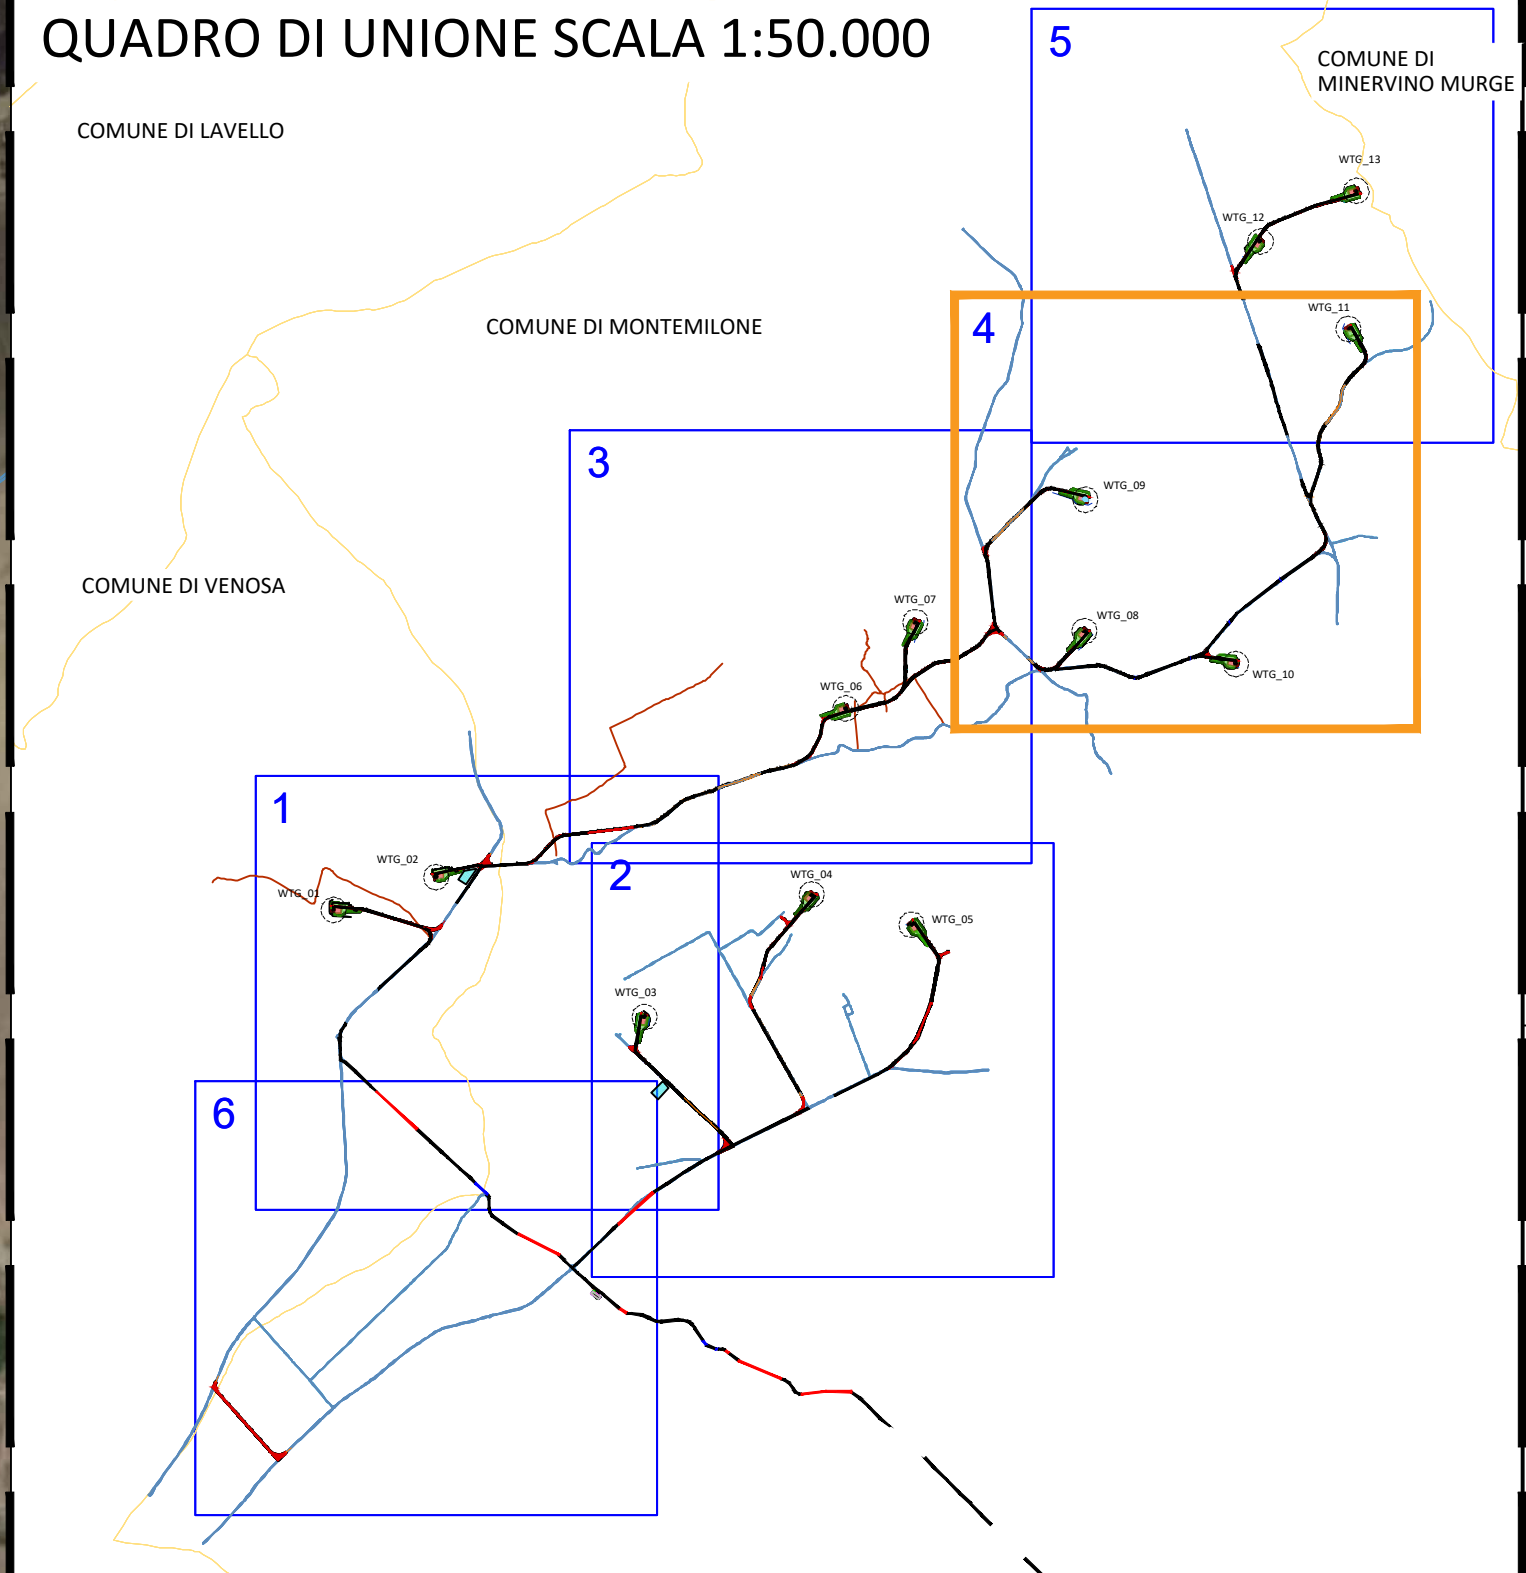 QUADRO DI UNIONE SCALA 1:50.000
5
COMUNE DI
MINERVINO MURGE
COMUNE DI LAVELLO
WTG_13
WTG_12
COMUNE DI MONTEMILONE
4
WTG_11
3
WTG_09
COMUNE DI VENOSA
WTG_07
WTG_08
WTG_10
WTG_06
1
WTG_02
2
WTG_04
WTG_01
WTG_05
WTG_03
6